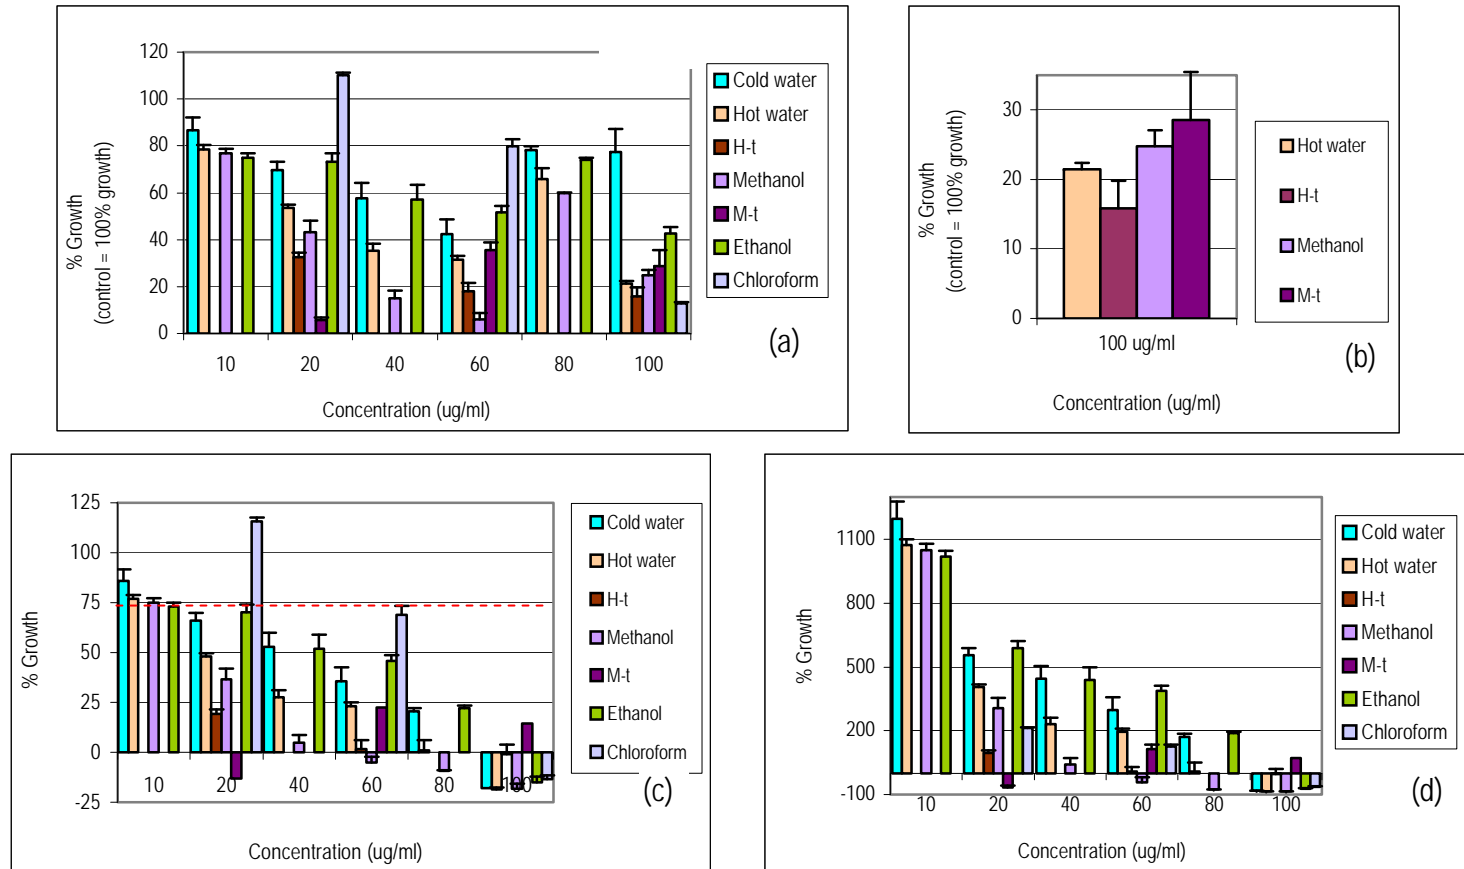 120
100
80
60
40
20
0
% Growth
(control = 100% growth)
10 20 40 60 80 100
Concentration (ug/ml)
Cold water
Hot water
H-t
Methanol
M-t
Ethanol
Chloroform
(a)
30
20
10
0
% Growth
(control = 100% growth)
100 ug/ml
Concentration (ug/ml)
Hot water
H-t
Methanol
M-t
(b)
125
100
75
50
25
0
-25
% Growth
10 20 40 60 80 100
Concentration (ug/ml)
Cold water
Hot water
H-t
Methanol
M-t
Ethanol
Chloroform
(c)
1100
800
500
200
-100
% Growth
10 20 40 60 80 100
Concentration (ug/ml)
Cold water
Hot water
H-t
Methanol
M-t
Ethanol
Chloroform
(d)